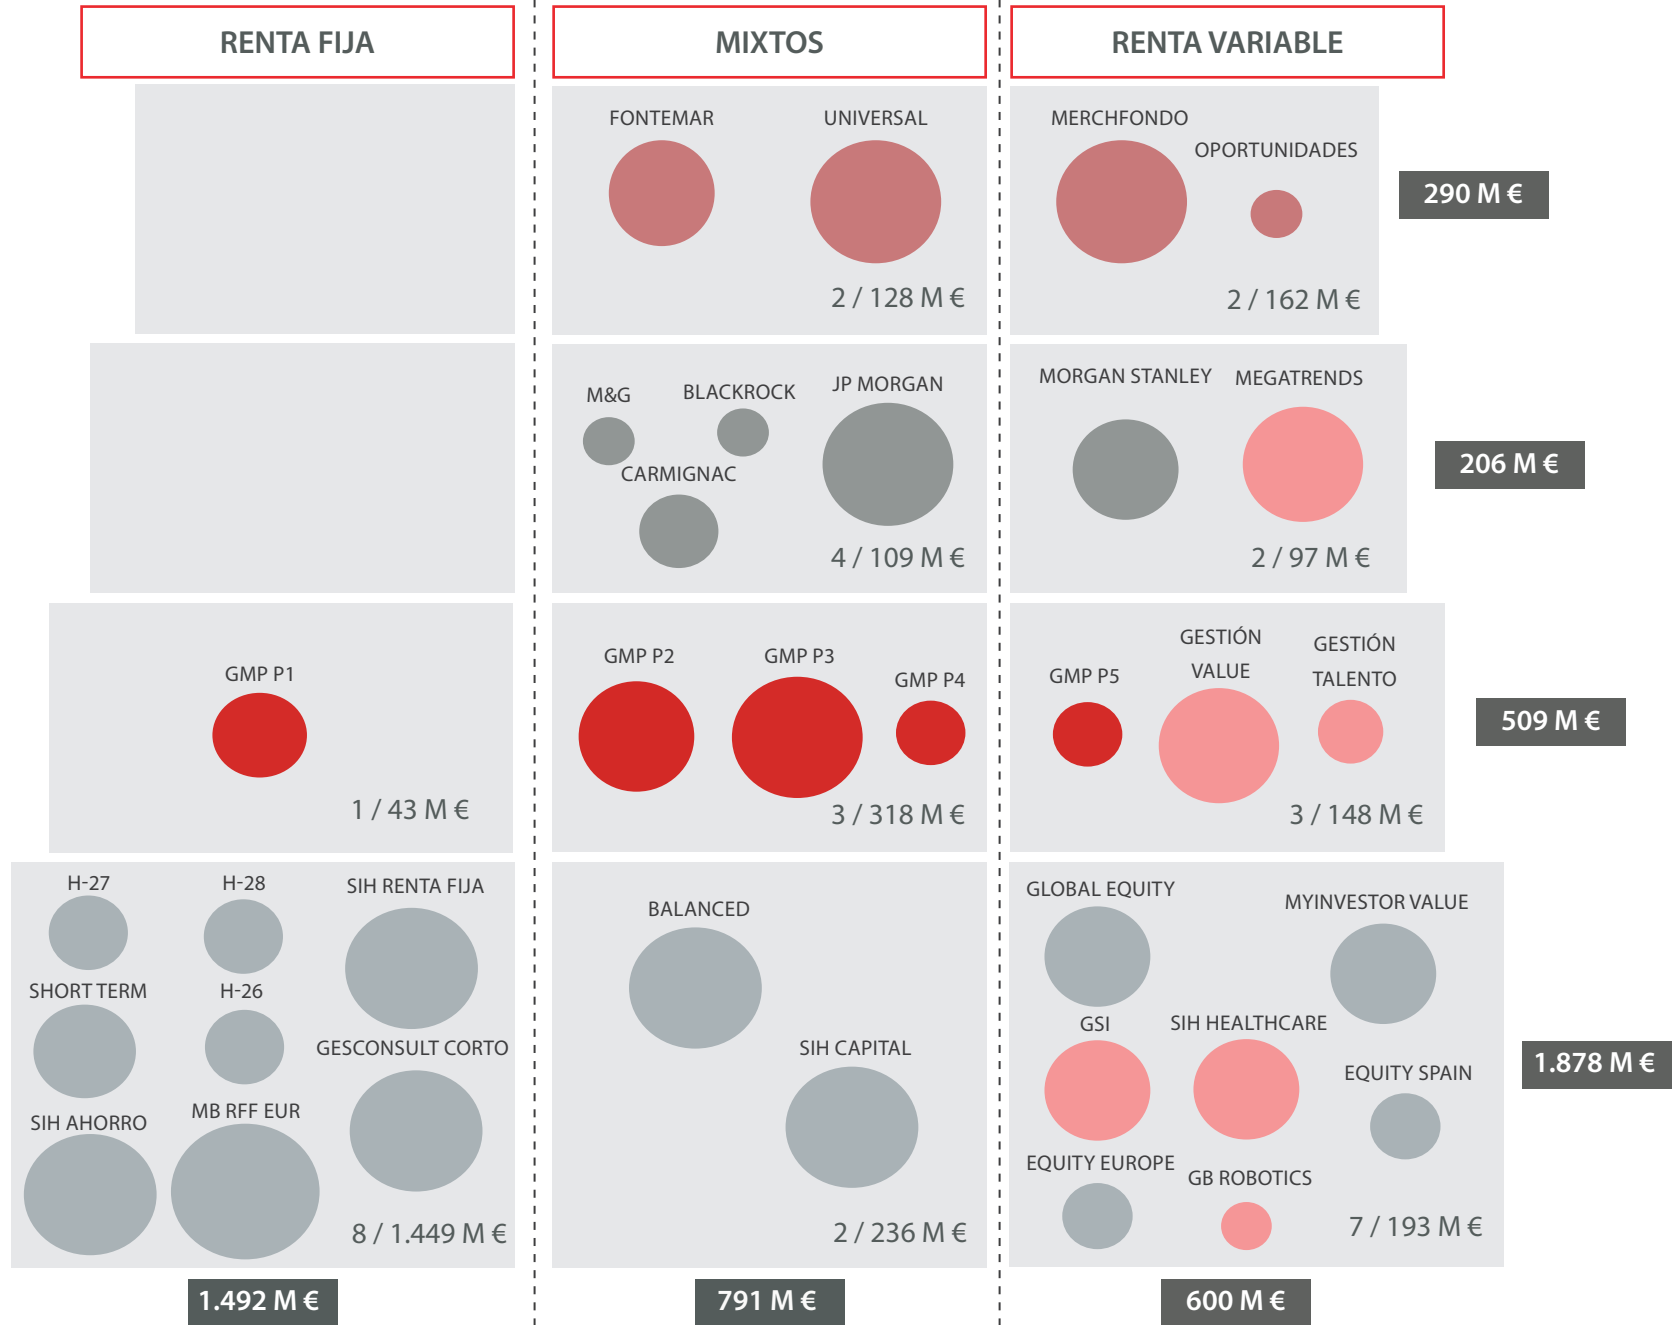 RENTA FIJA
MIXTOS
RENTA VARIABLE
FONTEMAR
UNIVERSAL
2 / 128 M €
MERCHFONDO
OPORTUNIDADES
2 / 162 M €
290 M €
M&G
BLACKROCK
JP MORGAN
CARMIGNAC
4 / 109 M €
MORGAN STANLEY
MEGATRENDS
2 / 97 M €
206 M €
GMP P1
1 / 43 M €
GMP P2
GMP P3
GMP P4
3 / 318 M €
GMP P5
GESTIÓN
VALUE
GESTIÓN
TALENTO
3 / 148 M €
509 M €
H-27
H-28
SIH RENTA FIJA
SHORT TERM
H-26
GESCONSULT CORTO
SIH AHORRO
MB RFF EUR
8 / 1.449 M €
BALANCED
SIH CAPITAL
2 / 236 M €
GLOBAL EQUITY
MYINVESTOR VALUE
GSI
SIH HEALTHCARE
EQUITY SPAIN
EQUITY EUROPE
GB ROBOTICS
7 / 193 M €
1.878 M €
1.492 M €
791 M €
600 M €